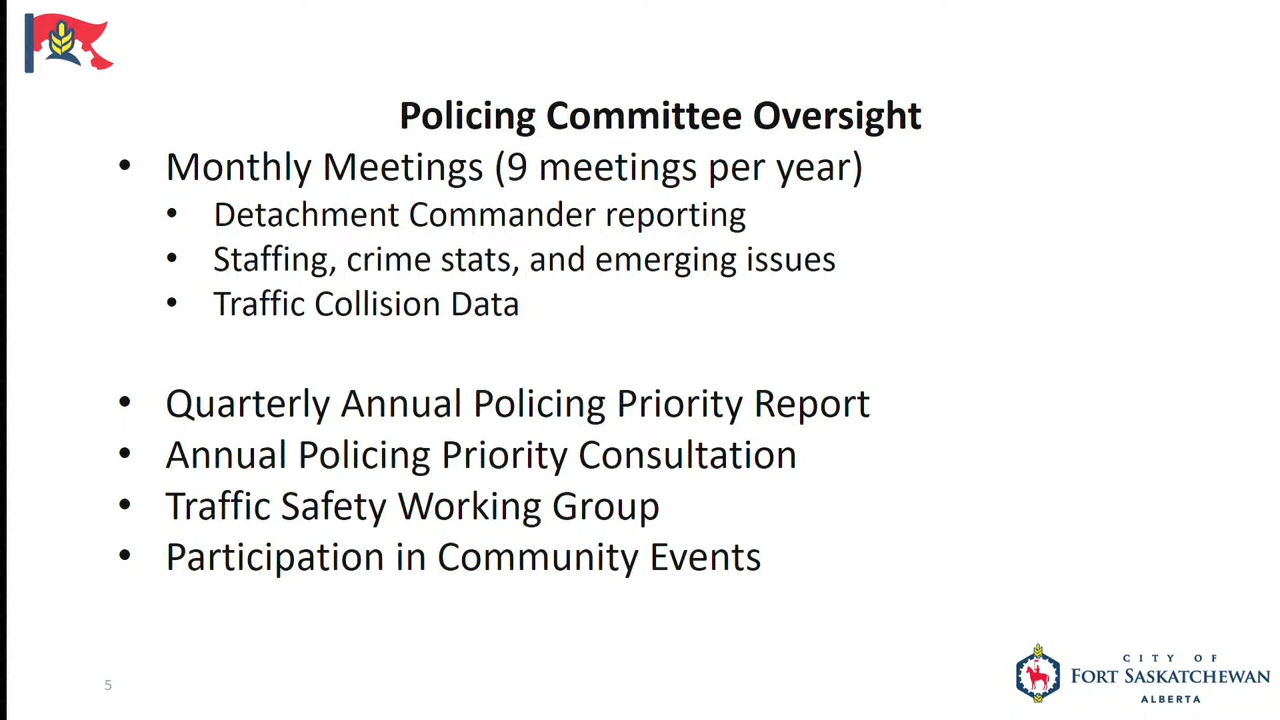 Policing Committee Oversight
• Monthly Meetings (9 meetings per year)
• Detachment Commander reporting
• Staffing, crime stats, and emerging issues
• Traffic Collision Data
• Quarterly Annual Policing Priority Report
• Annual Policing Priority Consultation
• Traffic Safety Working Group
• Participation in Community Events
5
CITY OF
FORT SASKATCHEWAN
ALBERTA